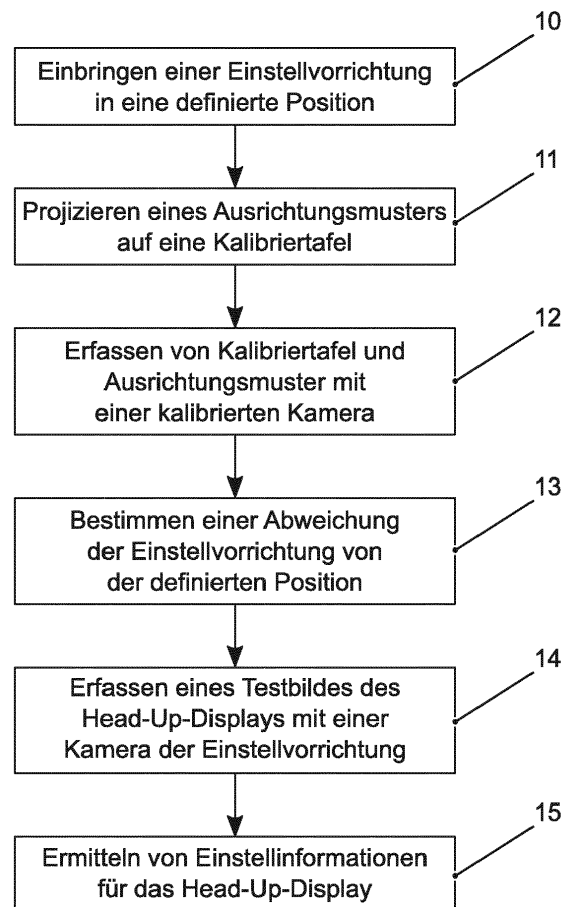 10
Einbringen einer Einstellvorrichtung
in eine definierte Position
11
Projizieren eines Ausrichtungsmusters
auf eine Kalibriertafel
12
Erfassen von Kalibriertafel und
Ausrichtungsmuster mit
einer kalibrierten Kamera
13
Bestimmen einer Abweichung
der Einstellvorrichtung von
der definierten Position
14
Erfassen eines Testbildes des
Head-Up-Displays mit einer
Kamera der Einstellvorrichtung
15
Ermitteln von Einstellinformationen
für das Head-Up-Display